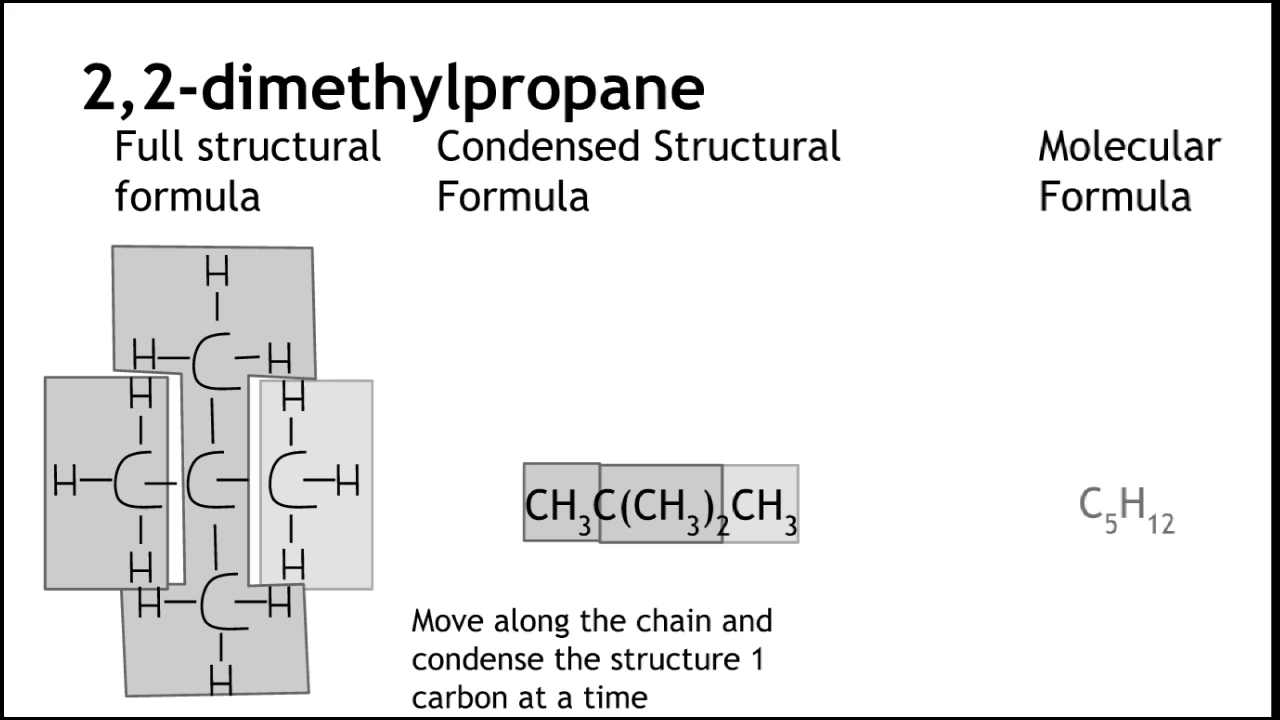 2,2-dimethylpropane
Full structural
formula
Condensed Structural
Formula
Molecular
Formula
H
H—C—H
H H
H—C—C—C—H
H H
H—C—H
H
CH₃C(CH₃)₂CH₃
C₅H₁₂
Move along the chain and
condense the structure 1
carbon at a time